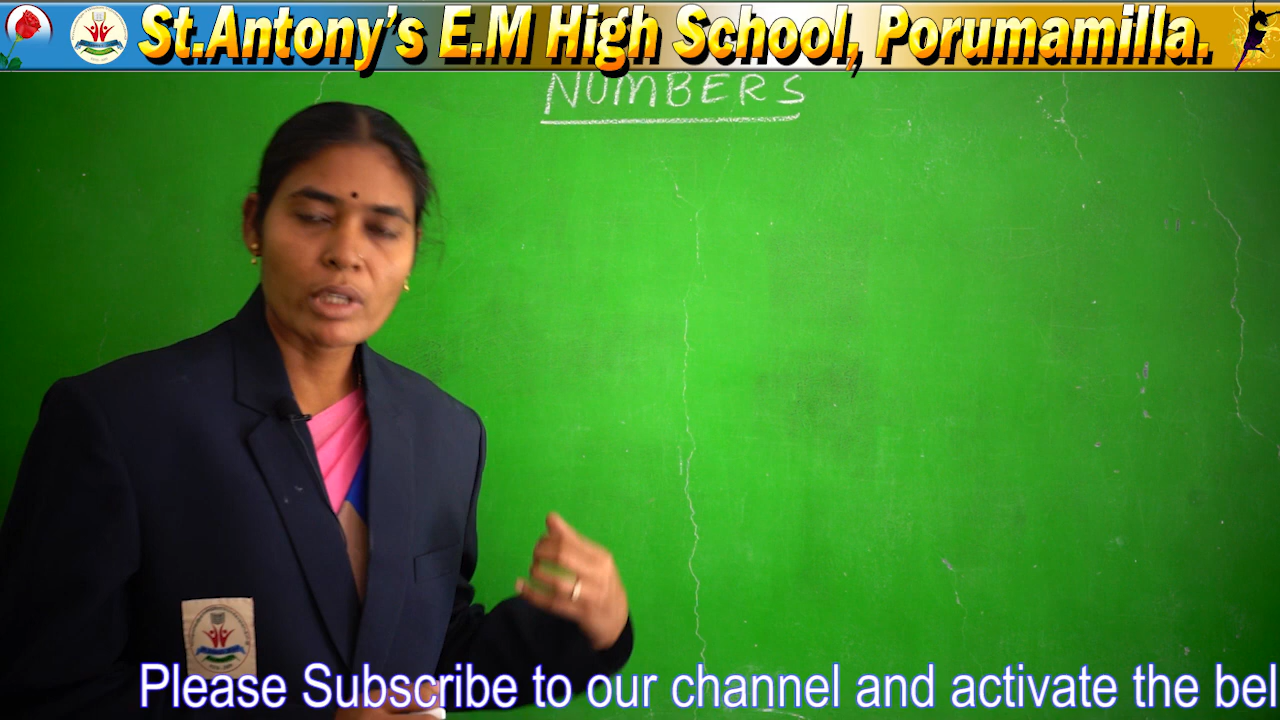 St.Antony's E.M High School, Porumamilla.
NUMBERS
Please Subscribe to our channel and activate the bel